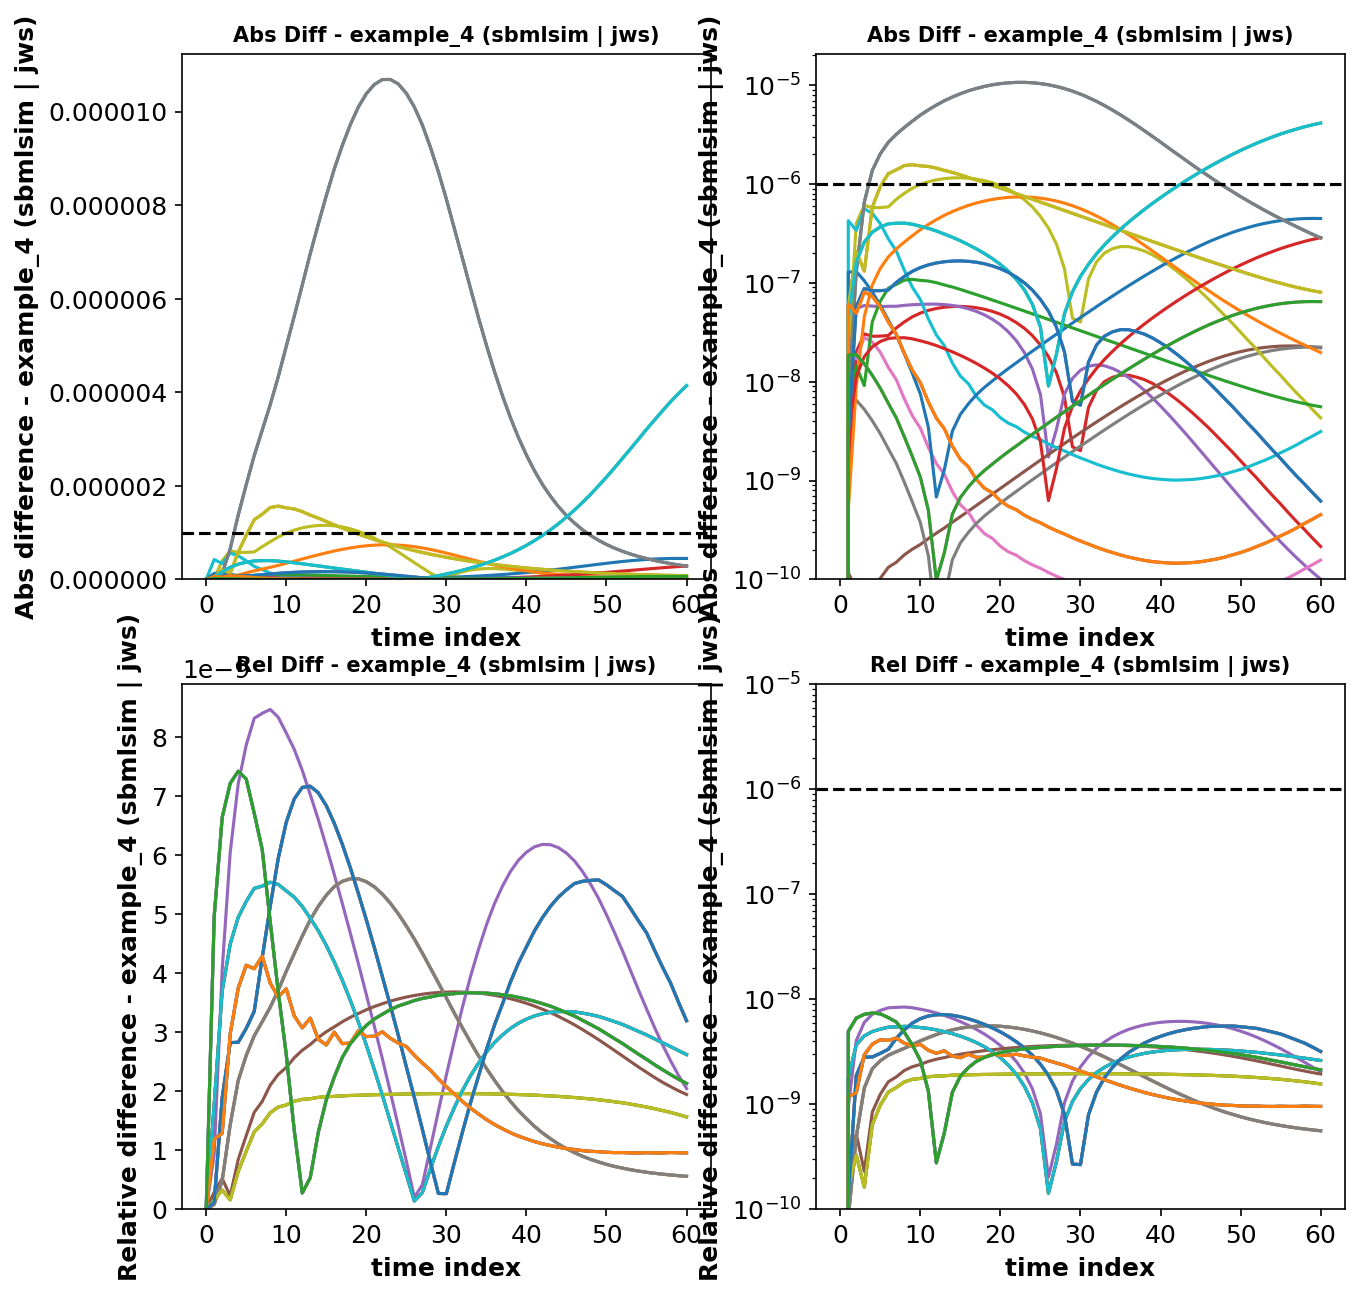 Abs Diff - example_4 (sbmlsim | jws)
Abs difference - example_4 (sbmlsim | jws)
0.000010
0.000008
0.000006
0.000004
0.000002
0.000000
0 10 20 30 40 50 60
time index
Abs Diff - example_4 (sbmlsim | jws)
Abs difference - example_4 (sbmlsim | jws)
10⁻⁵
10⁻⁶
10⁻⁷
10⁻⁸
10⁻⁹
10⁻¹⁰
0 10 20 30 40 50 60
time index
Rel Diff - example_4 (sbmlsim | jws)
1e−9
Relative difference - example_4 (sbmlsim | jws)
8
7
6
5
4
3
2
1
0
0 10 20 30 40 50 60
time index
Rel Diff - example_4 (sbmlsim | jws)
Relative difference - example_4 (sbmlsim | jws)
10⁻⁵
10⁻⁶
10⁻⁷
10⁻⁸
10⁻⁹
10⁻¹⁰
0 10 20 30 40 50 60
time index